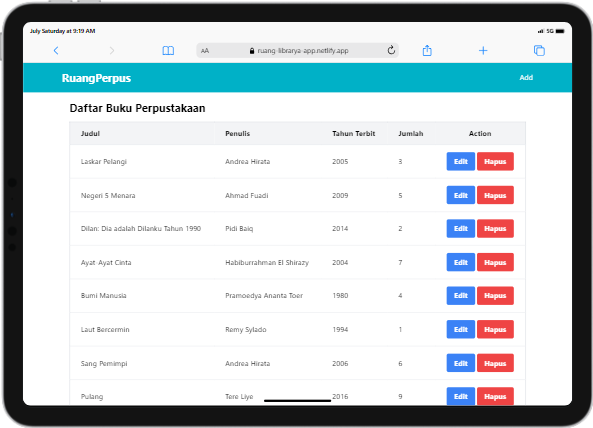 July Saturday at 9:19 AM
5G
AA
ruang-librarya-app.netlify.app
RuangPerpus
Add
Daftar Buku Perpustakaan
Judul Penulis Tahun Terbit Jumlah Action
Laskar Pelangi Andrea Hirata 2005 3 Edit Hapus
Negeri 5 Menara Ahmad Fuadi 2009 5 Edit Hapus
Dilan: Dia adalah Dilanku Tahun 1990 Pidi Baiq 2014 2 Edit Hapus
Ayat-Ayat Cinta Habiburrahman El Shirazy 2004 7 Edit Hapus
Bumi Manusia Pramoedya Ananta Toer 1980 4 Edit Hapus
Laut Bercermin Remy Sylado 1994 1 Edit Hapus
Sang Pemimpi Andrea Hirata 2006 6 Edit Hapus
Pulang Tere Liye 2016 9 Edit Hapus